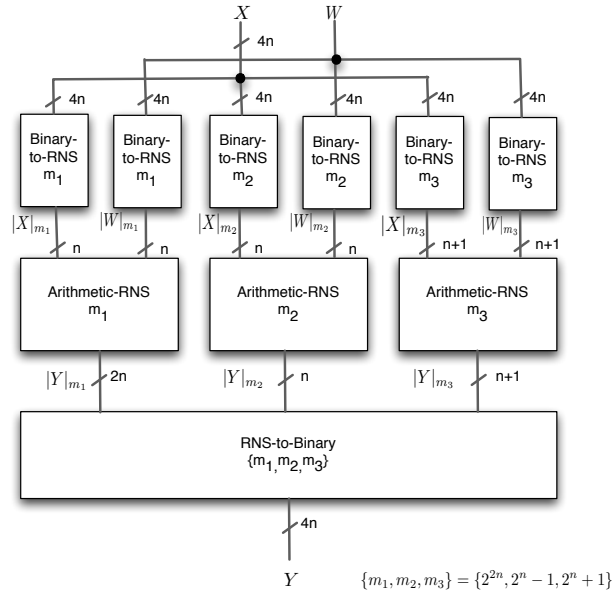 X W
4n
4n 4n 4n 4n 4n 4n
Binary-to-RNS m1
Binary-to-RNS m1
Binary-to-RNS m2
Binary-to-RNS m2
Binary-to-RNS m3
Binary-to-RNS m3
|X|m1 |W|m1 |X|m2 |W|m2 |X|m3 |W|m3
n n n n n+1 n+1
Arithmetic-RNS m1
Arithmetic-RNS m2
Arithmetic-RNS m3
|Y|m1 2n |Y|m2 n |Y|m3 n+1
RNS-to-Binary
{m1,m2,m3}
4n
Y {m1, m2, m3} = {2^{2n}, 2^n − 1, 2^n + 1}